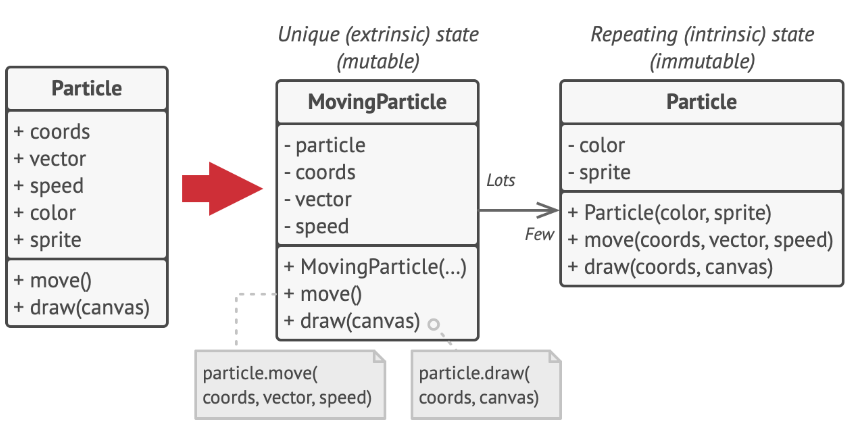 Particle
+ coords
+ vector
+ speed
+ color
+ sprite
+ move()
+ draw(canvas)
Unique (extrinsic) state
(mutable)
MovingParticle
- particle
- coords
- vector
- speed
+ MovingParticle(...)
+ move()
+ draw(canvas)
particle.move(
coords, vector, speed)
particle.draw(
coords, canvas)
Lots
Few
Repeating (intrinsic) state
(immutable)
Particle
- color
- sprite
+ Particle(color, sprite)
+ move(coords, vector, speed)
+ draw(coords, canvas)